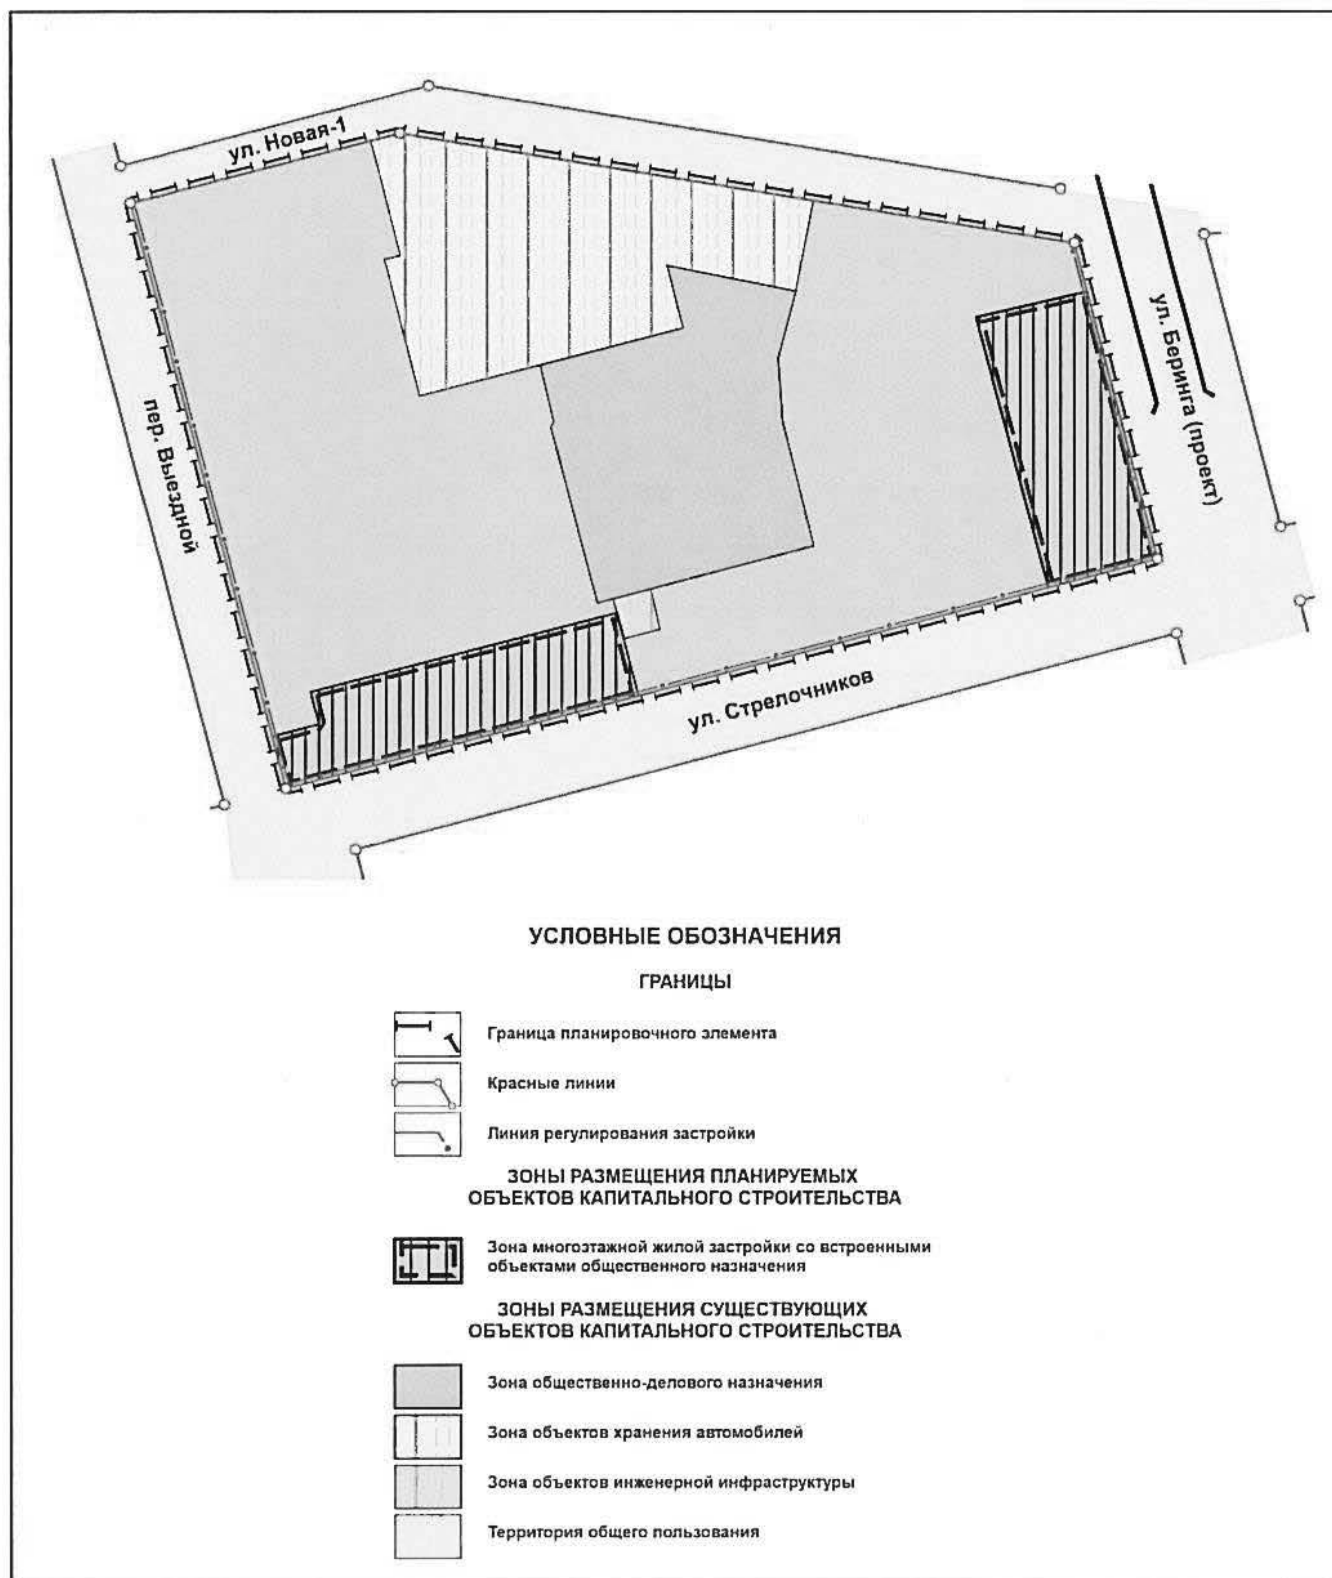 ул. Новая-1
ул. Беринга (проект)
пер. Выездной
ул. Стрелочников
УСЛОВНЫЕ ОБОЗНАЧЕНИЯ
ГРАНИЦЫ
Граница планировочного элемента
Красные линии
Линия регулирования застройки
ЗОНЫ РАЗМЕЩЕНИЯ ПЛАНИРУЕМЫХ
ОБЪЕКТОВ КАПИТАЛЬНОГО СТРОИТЕЛЬСТВА
Зона многоэтажной жилой застройки со встроенными
объектами общественного назначения
ЗОНЫ РАЗМЕЩЕНИЯ СУЩЕСТВУЮЩИХ
ОБЪЕКТОВ КАПИТАЛЬНОГО СТРОИТЕЛЬСТВА
Зона общественно-делового назначения
Зона объектов хранения автомобилей
Зона объектов инженерной инфраструктуры
Территория общего пользования